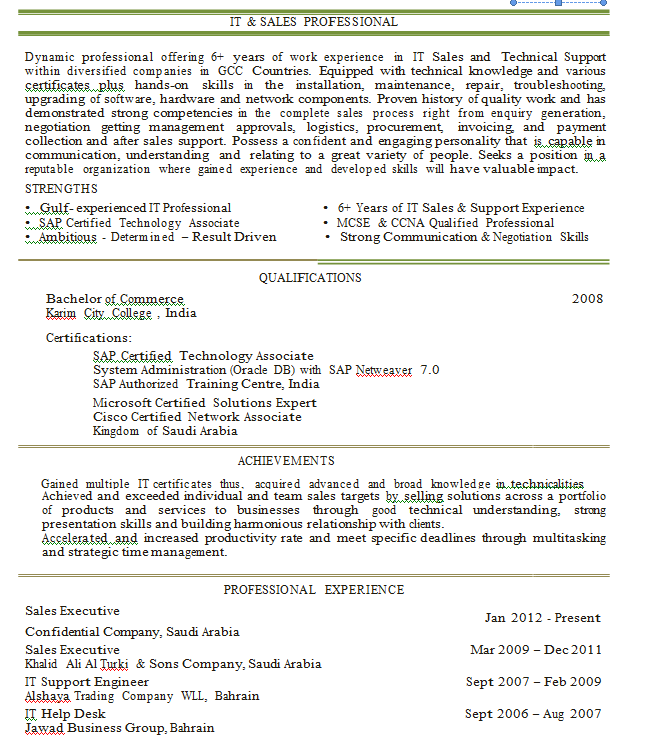 IT & SALES PROFESSIONAL
Dynamic professional offering 6+ years of work experience in IT Sales and Technical Support
within diversified companies in GCC Countries. Equipped with technical knowledge and various
certificates plus hands-on skills in the installation, maintenance, repair, troubleshooting,
upgrading of software, hardware and network components. Proven history of quality work and has
demonstrated strong competencies in the complete sales process right from enquiry generation,
negotiation getting management approvals, logistics, procurement, invoicing, and payment
collection and after sales support. Possess a confident and engaging personality that is capable in
communication, understanding and relating to a great variety of people. Seeks a position in a
reputable organization where gained experience and developed skills will have valuable impact.
STRENGTHS
• Gulf- experienced IT Professional • 6+ Years of IT Sales & Support Experience
• SAP Certified Technology Associate • MCSE & CCNA Qualified Professional
• Ambitious - Determined – Result Driven • Strong Communication & Negotiation Skills
QUALIFICATIONS
Bachelor of Commerce 2008
Karim City College , India
Certifications:
SAP Certified Technology Associate
System Administration (Oracle DB) with SAP Netweaver 7.0
SAP Authorized Training Centre, India
Microsoft Certified Solutions Expert
Cisco Certified Network Associate
Kingdom of Saudi Arabia
ACHIEVEMENTS
Gained multiple IT certificates thus, acquired advanced and broad knowledge in technicalities
Achieved and exceeded individual and team sales targets by selling solutions across a portfolio
of products and services to businesses through good technical understanding, strong
presentation skills and building harmonious relationship with clients.
Accelerated and increased productivity rate and meet specific deadlines through multitasking
and strategic time management.
PROFESSIONAL EXPERIENCE
Sales Executive
Jan 2012 - Present
Confidential Company, Saudi Arabia
Sales Executive Mar 2009 – Dec 2011
Khalid Ali Al Turki & Sons Company, Saudi Arabia
IT Support Engineer Sept 2007 – Feb 2009
Alshaya Trading Company WLL, Bahrain
IT Help Desk Sept 2006 – Aug 2007
Jawad Business Group, Bahrain